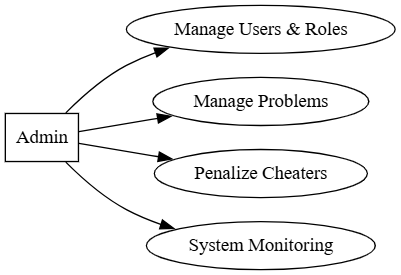 Manage Users & Roles
Manage Problems
Admin
Penalize Cheaters
System Monitoring